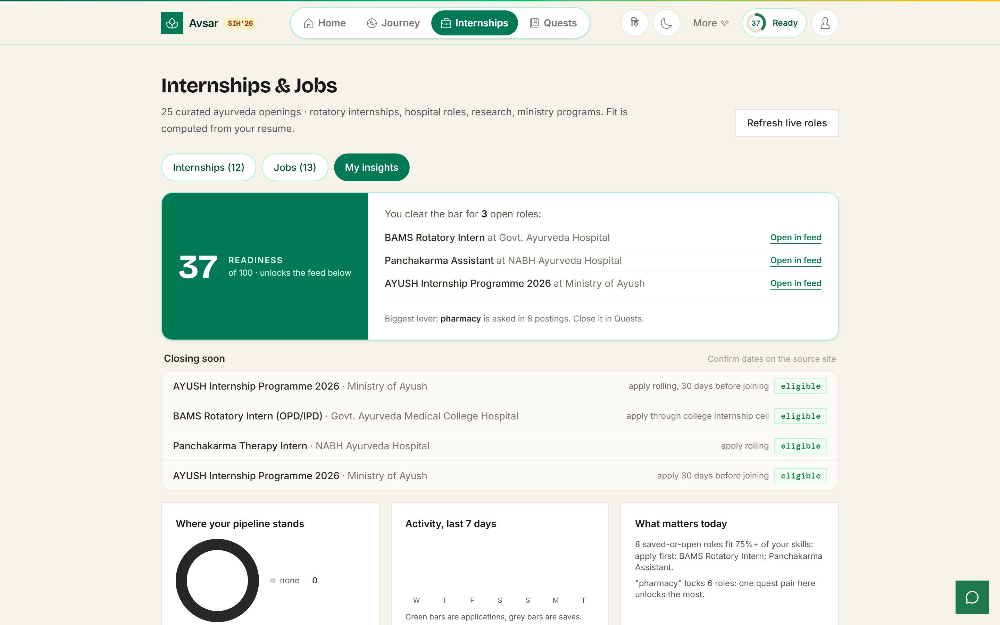 Avsar SIH’26 Home Journey Internships Quests हि More 37 Ready
Internships & Jobs
25 curated ayurveda openings · rotatory internships, hospital roles, research, ministry programs. Fit is
computed from your resume.
Refresh live roles
Internships (12) Jobs (13) My insights
37 READINESS
of 100 · unlocks the feed below
You clear the bar for 3 open roles:
BAMS Rotatory Intern at Govt. Ayurveda Hospital Open in feed
Panchakarma Assistant at NABH Ayurveda Hospital Open in feed
AYUSH Internship Programme 2026 at Ministry of Ayush Open in feed
Biggest lever: pharmacy is asked in 8 postings. Close it in Quests.
Closing soon Confirm dates on the source site
AYUSH Internship Programme 2026 · Ministry of Ayush apply rolling, 30 days before joining eligible
BAMS Rotatory Intern (OPD/IPD) · Govt. Ayurveda Medical College Hospital apply through college internship cell eligible
Panchakarma Therapy Intern · NABH Ayurveda Hospital apply rolling eligible
AYUSH Internship Programme 2026 · Ministry of Ayush apply 30 days before joining eligible
Where your pipeline stands
none 0
Activity, last 7 days
W T F S S M T
Green bars are applications, grey bars are saves.
What matters today
8 saved-or-open roles fit 75%+ of your skills:
apply first: BAMS Rotatory Intern; Panchakarma
Assistant.
"pharmacy" locks 6 roles: one quest pair here
unlocks the most.